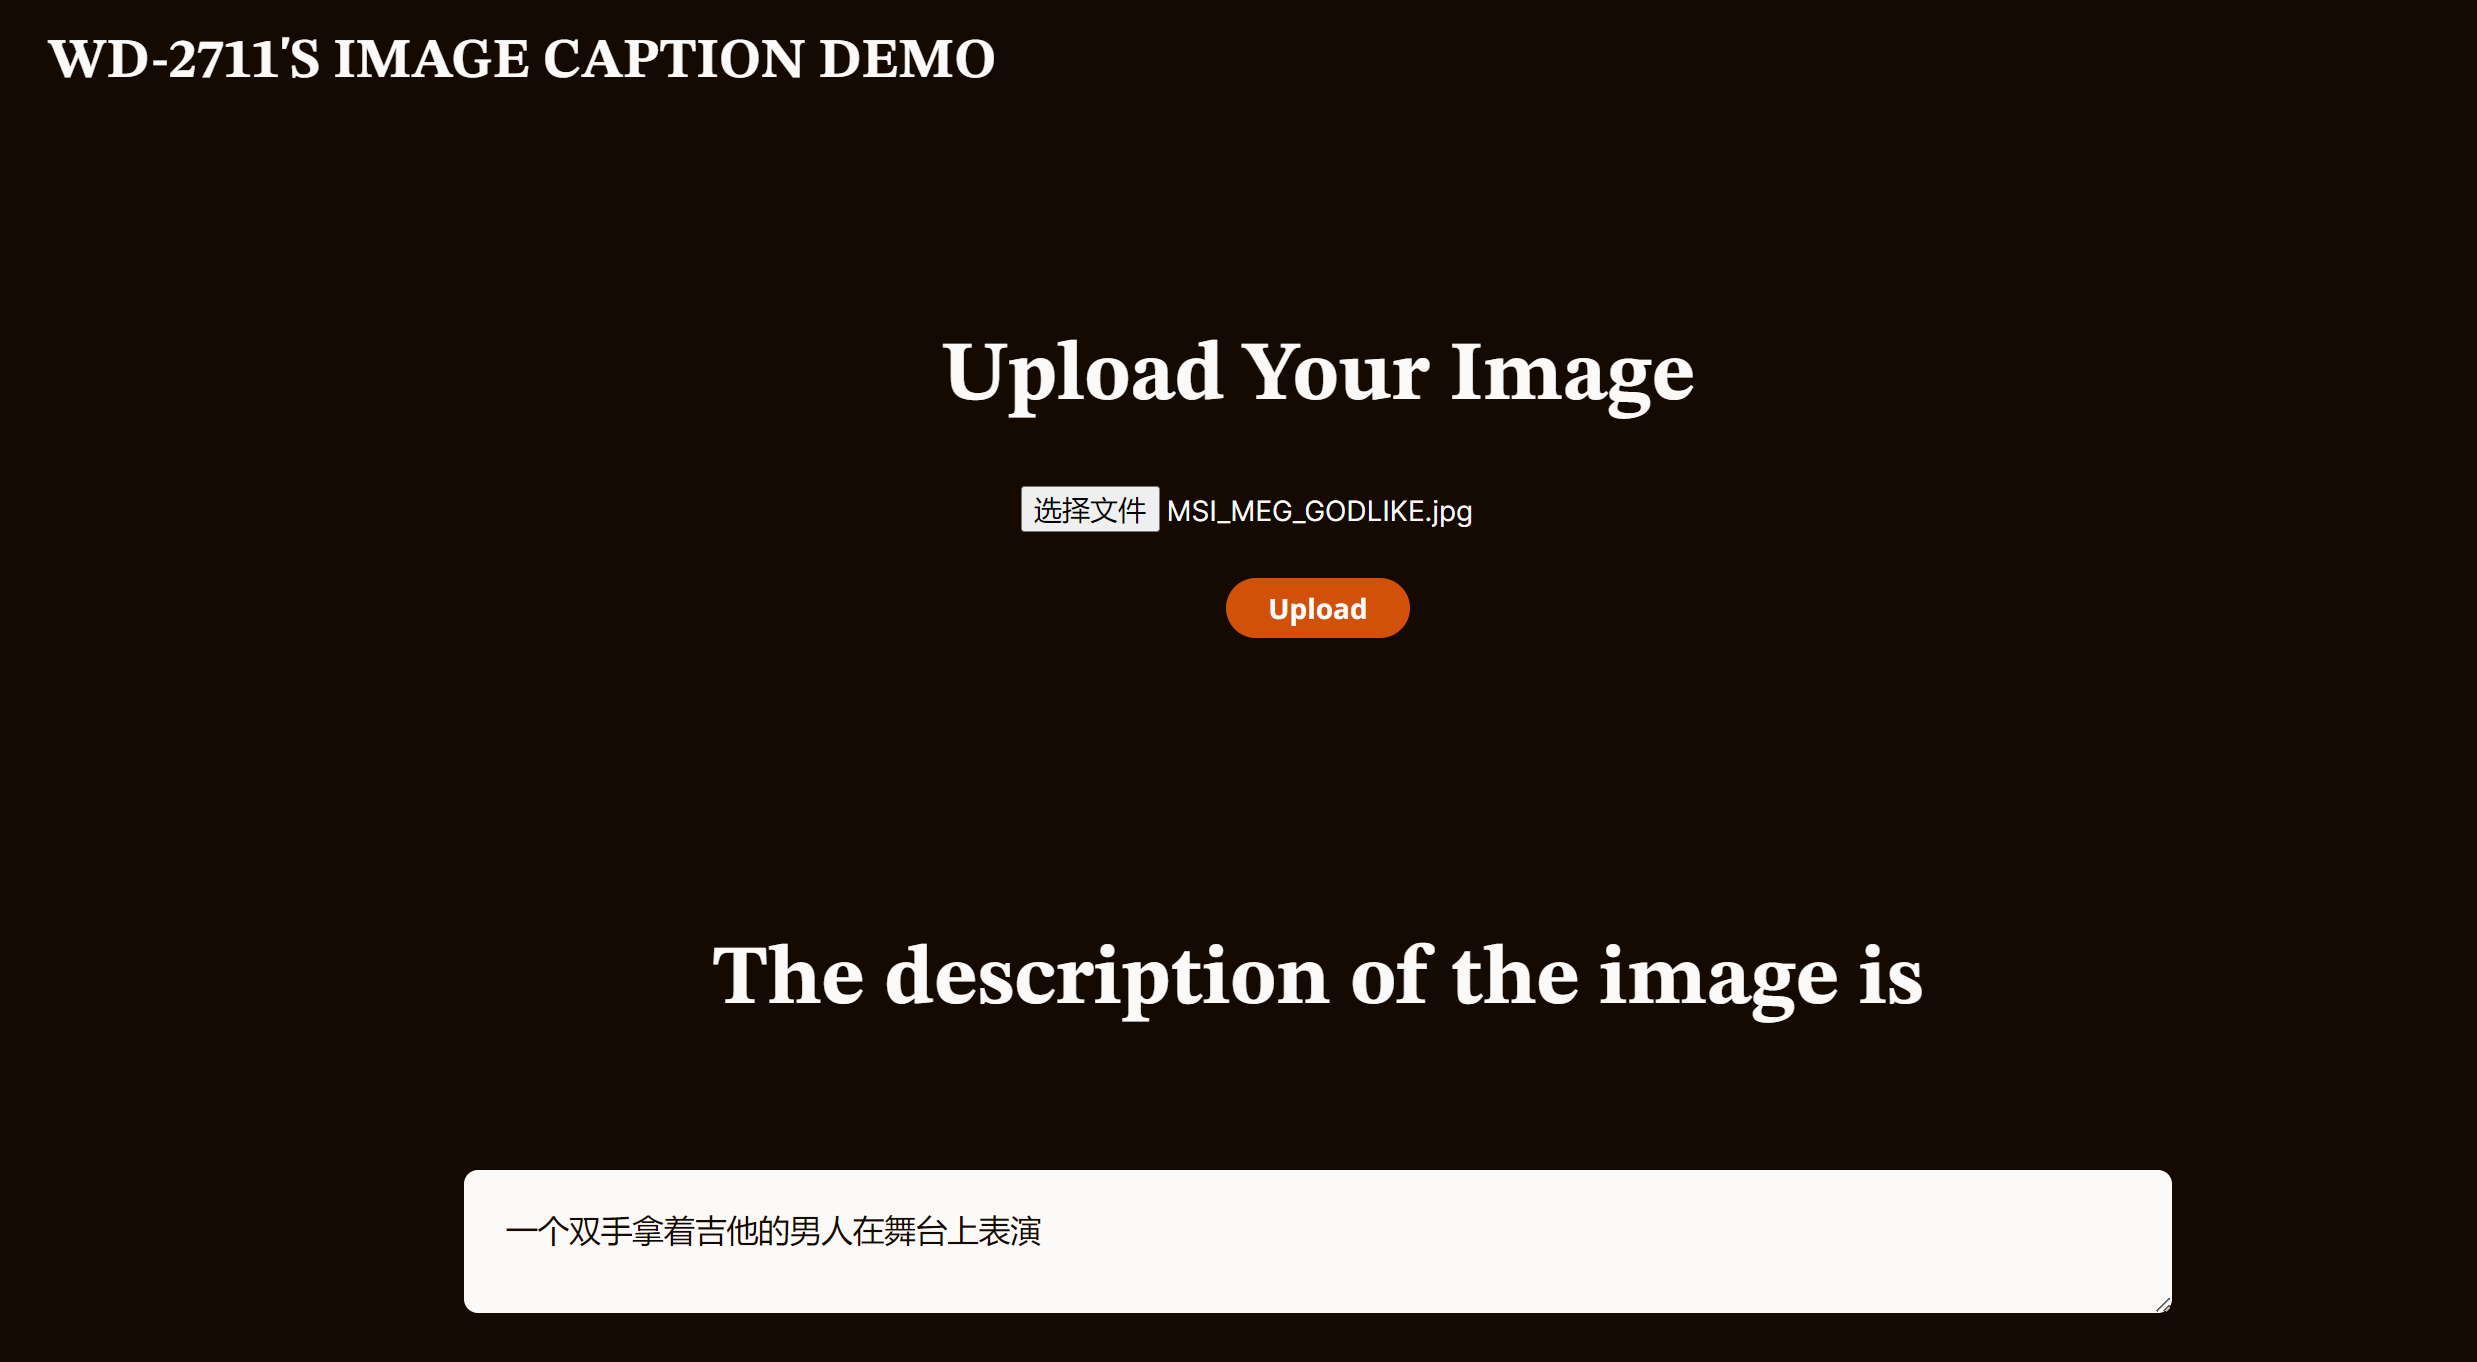 WD-2711'S IMAGE CAPTION DEMO
Upload Your Image
选择文件 MSI_MEG_GODLIKE.jpg
Upload
The description of the image is
一个双手拿着吉他的男人在舞台上表演